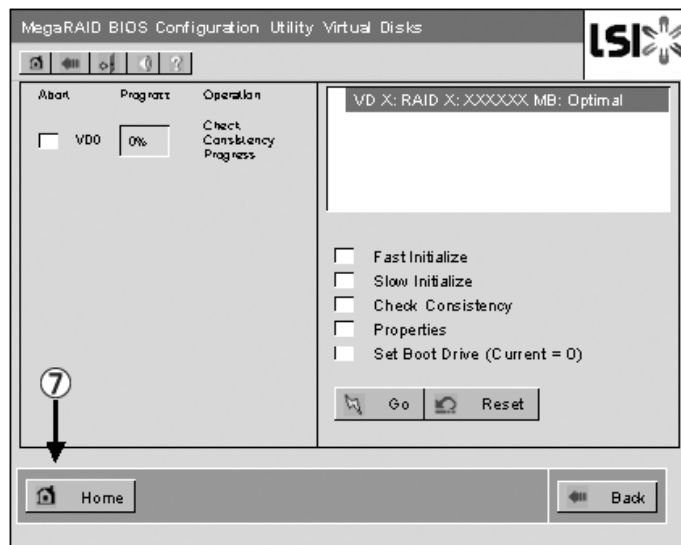 MegaRAID BIOS Configuration Utility Virtual Disks
LSI
?
Abort Progress Operation
VD0 0% Check
Consistency
Progress
VD X: RAID X: XXXXXX MB: Optimal
Fast Initialize
Slow Initialize
Check Consistency
Properties
Set Boot Drive (Current = 0)
Go Reset
7
Home Back